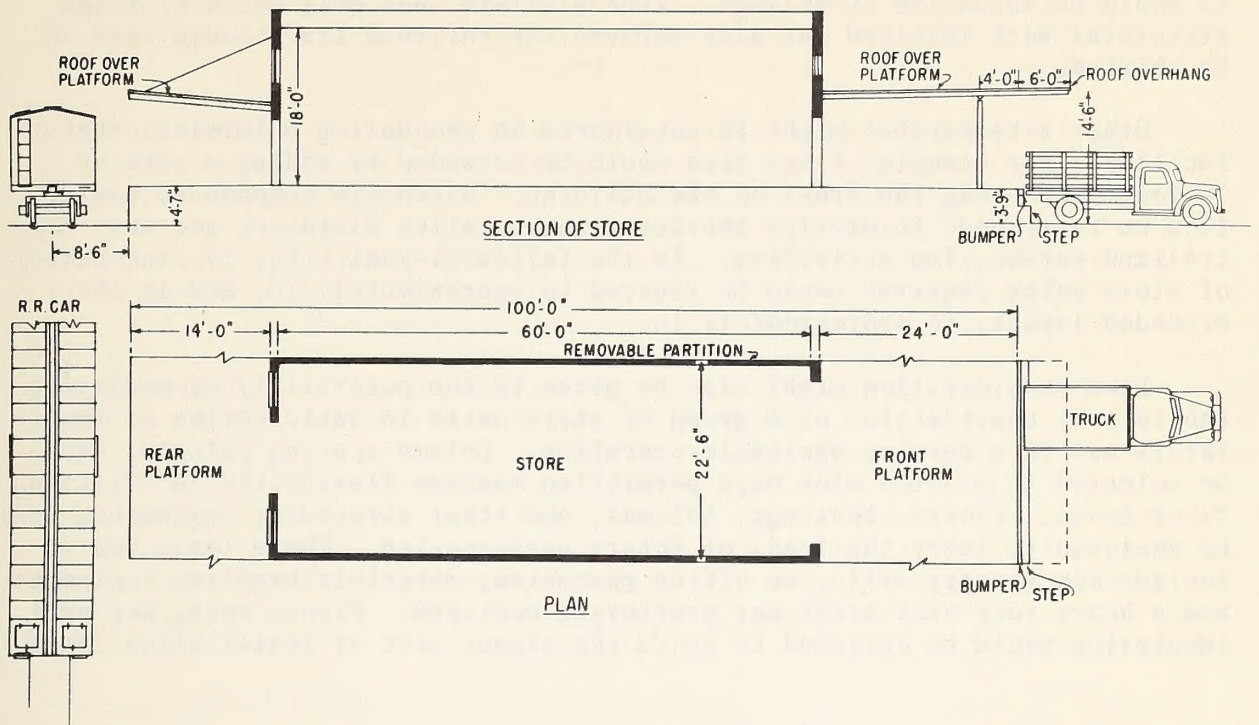 ROOF OVER
PLATFORM
18'-0"
ROOF OVER
PLATFORM
4'-0"
6'-0"
ROOF OVERHANG
14'-6"
4'-7"
3'-9"
SECTION OF STORE
BUMPER
STEP
8'-6"
R.R. CAR
100'-0"
14'-0"
60'-0"
24'-0"
REMOVABLE PARTITION
22'-6"
REAR
PLATFORM
STORE
FRONT
PLATFORM
TRUCK
BUMPER
STEP
PLAN